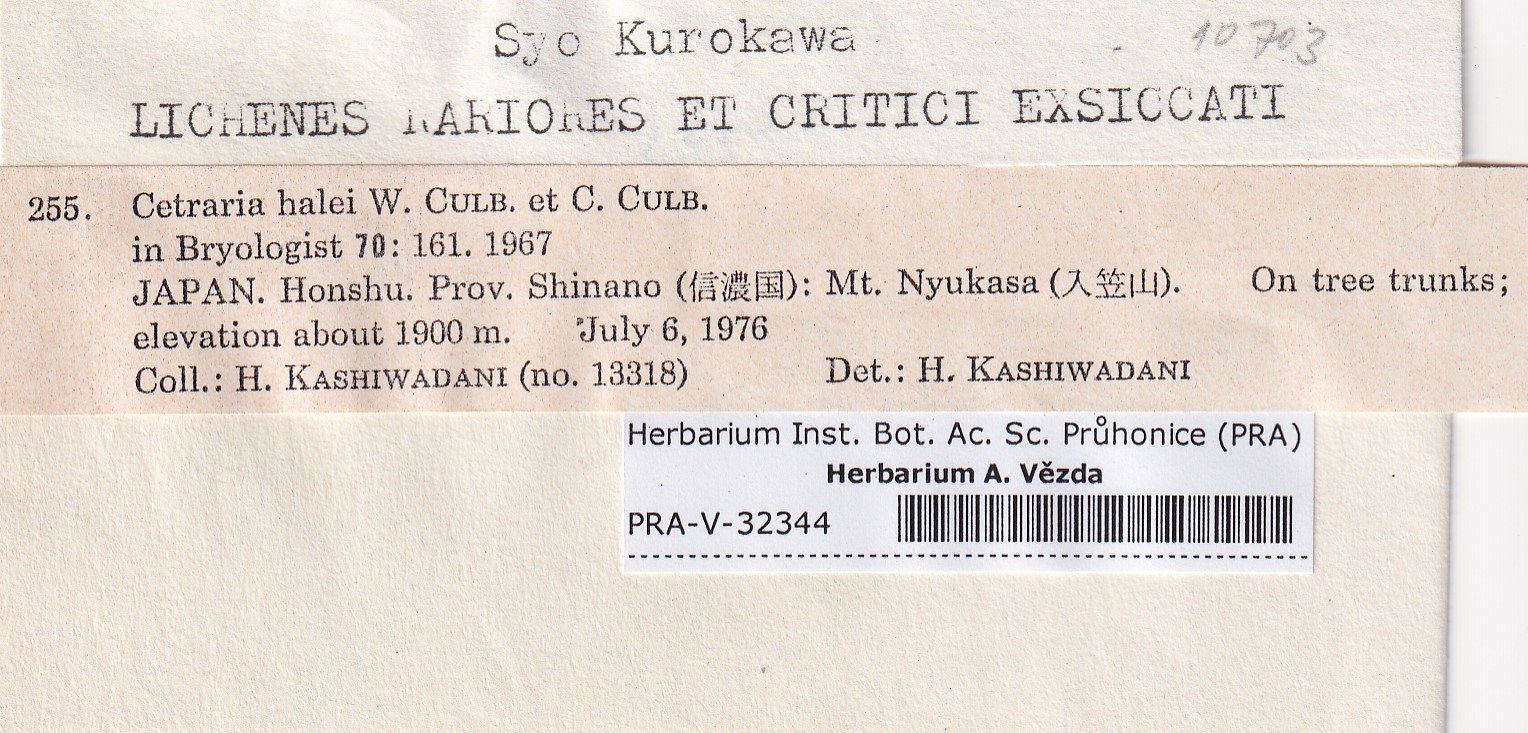 Syo Kurokawa
10703
LICHENES RARIORES ET CRITICI EXSICCATI
255. Cetraria halei W. CULB. et C. CULB.
in Bryologist 70: 161. 1967
JAPAN. Honshu. Prov. Shinano (信濃国): Mt. Nyukasa (入笠山). On tree trunks;
elevation about 1900 m. July 6, 1976
Coll.: H. KASHIWADANI (no. 13318) Det.: H. KASHIWADANI
Herbarium Inst. Bot. Ac. Sc. Průhonice (PRA)
Herbarium A. Vězda
PRA-V-32344